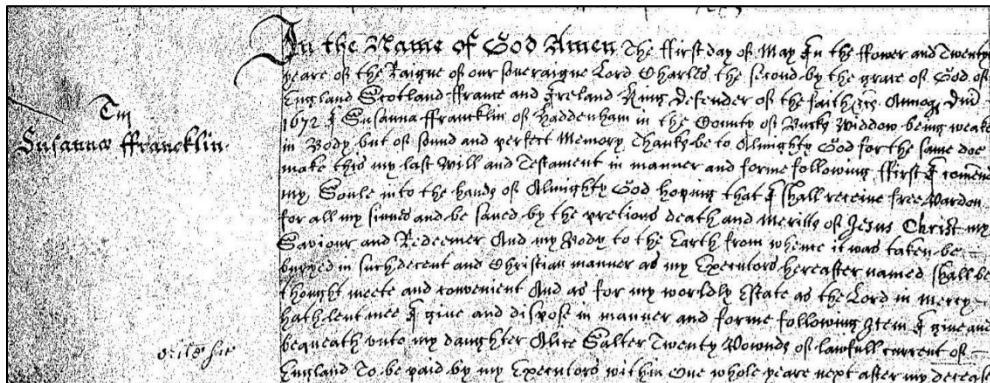 In the Name of God Amen The ffirst day of May In the ffower and Twenty
yeare of the Raigne of our soveraigne Lord Charles the second by the grace of God of
England Scotland ffrance and Ireland King Defender of the faith &c Annoq Dni
Tm
Susanna ffrancklin
1672 I Susanna ffrancklin of Haddenham in the County of Bucks Widdow being weake
in Body but of sound and perfect Memory Thanks be to Almighty God for the same doe
make this my last Will and Testament in manner and forme following ffirst I comend
my Soule into the hands of Almighty God hoping that I shall receive free Pardon
for all my sinnes and be saved by the pretious death and Meritts of Jesus Christ my
Saviour and Redeemer And my Body to the Earth from whence it was taken be
buryed in such decent and Christian manner as my Executors hereafter named shall be
thought meete and convenient And as for my worldly Estate as the Lord in mercy
hath lent mee I give and dispose in manner and forme following Item I give and
bequeath unto my daughter Alice Salter Twenty Pownds of lawfull current of
England To be paid by my Executors within One whole yeare next after my decease